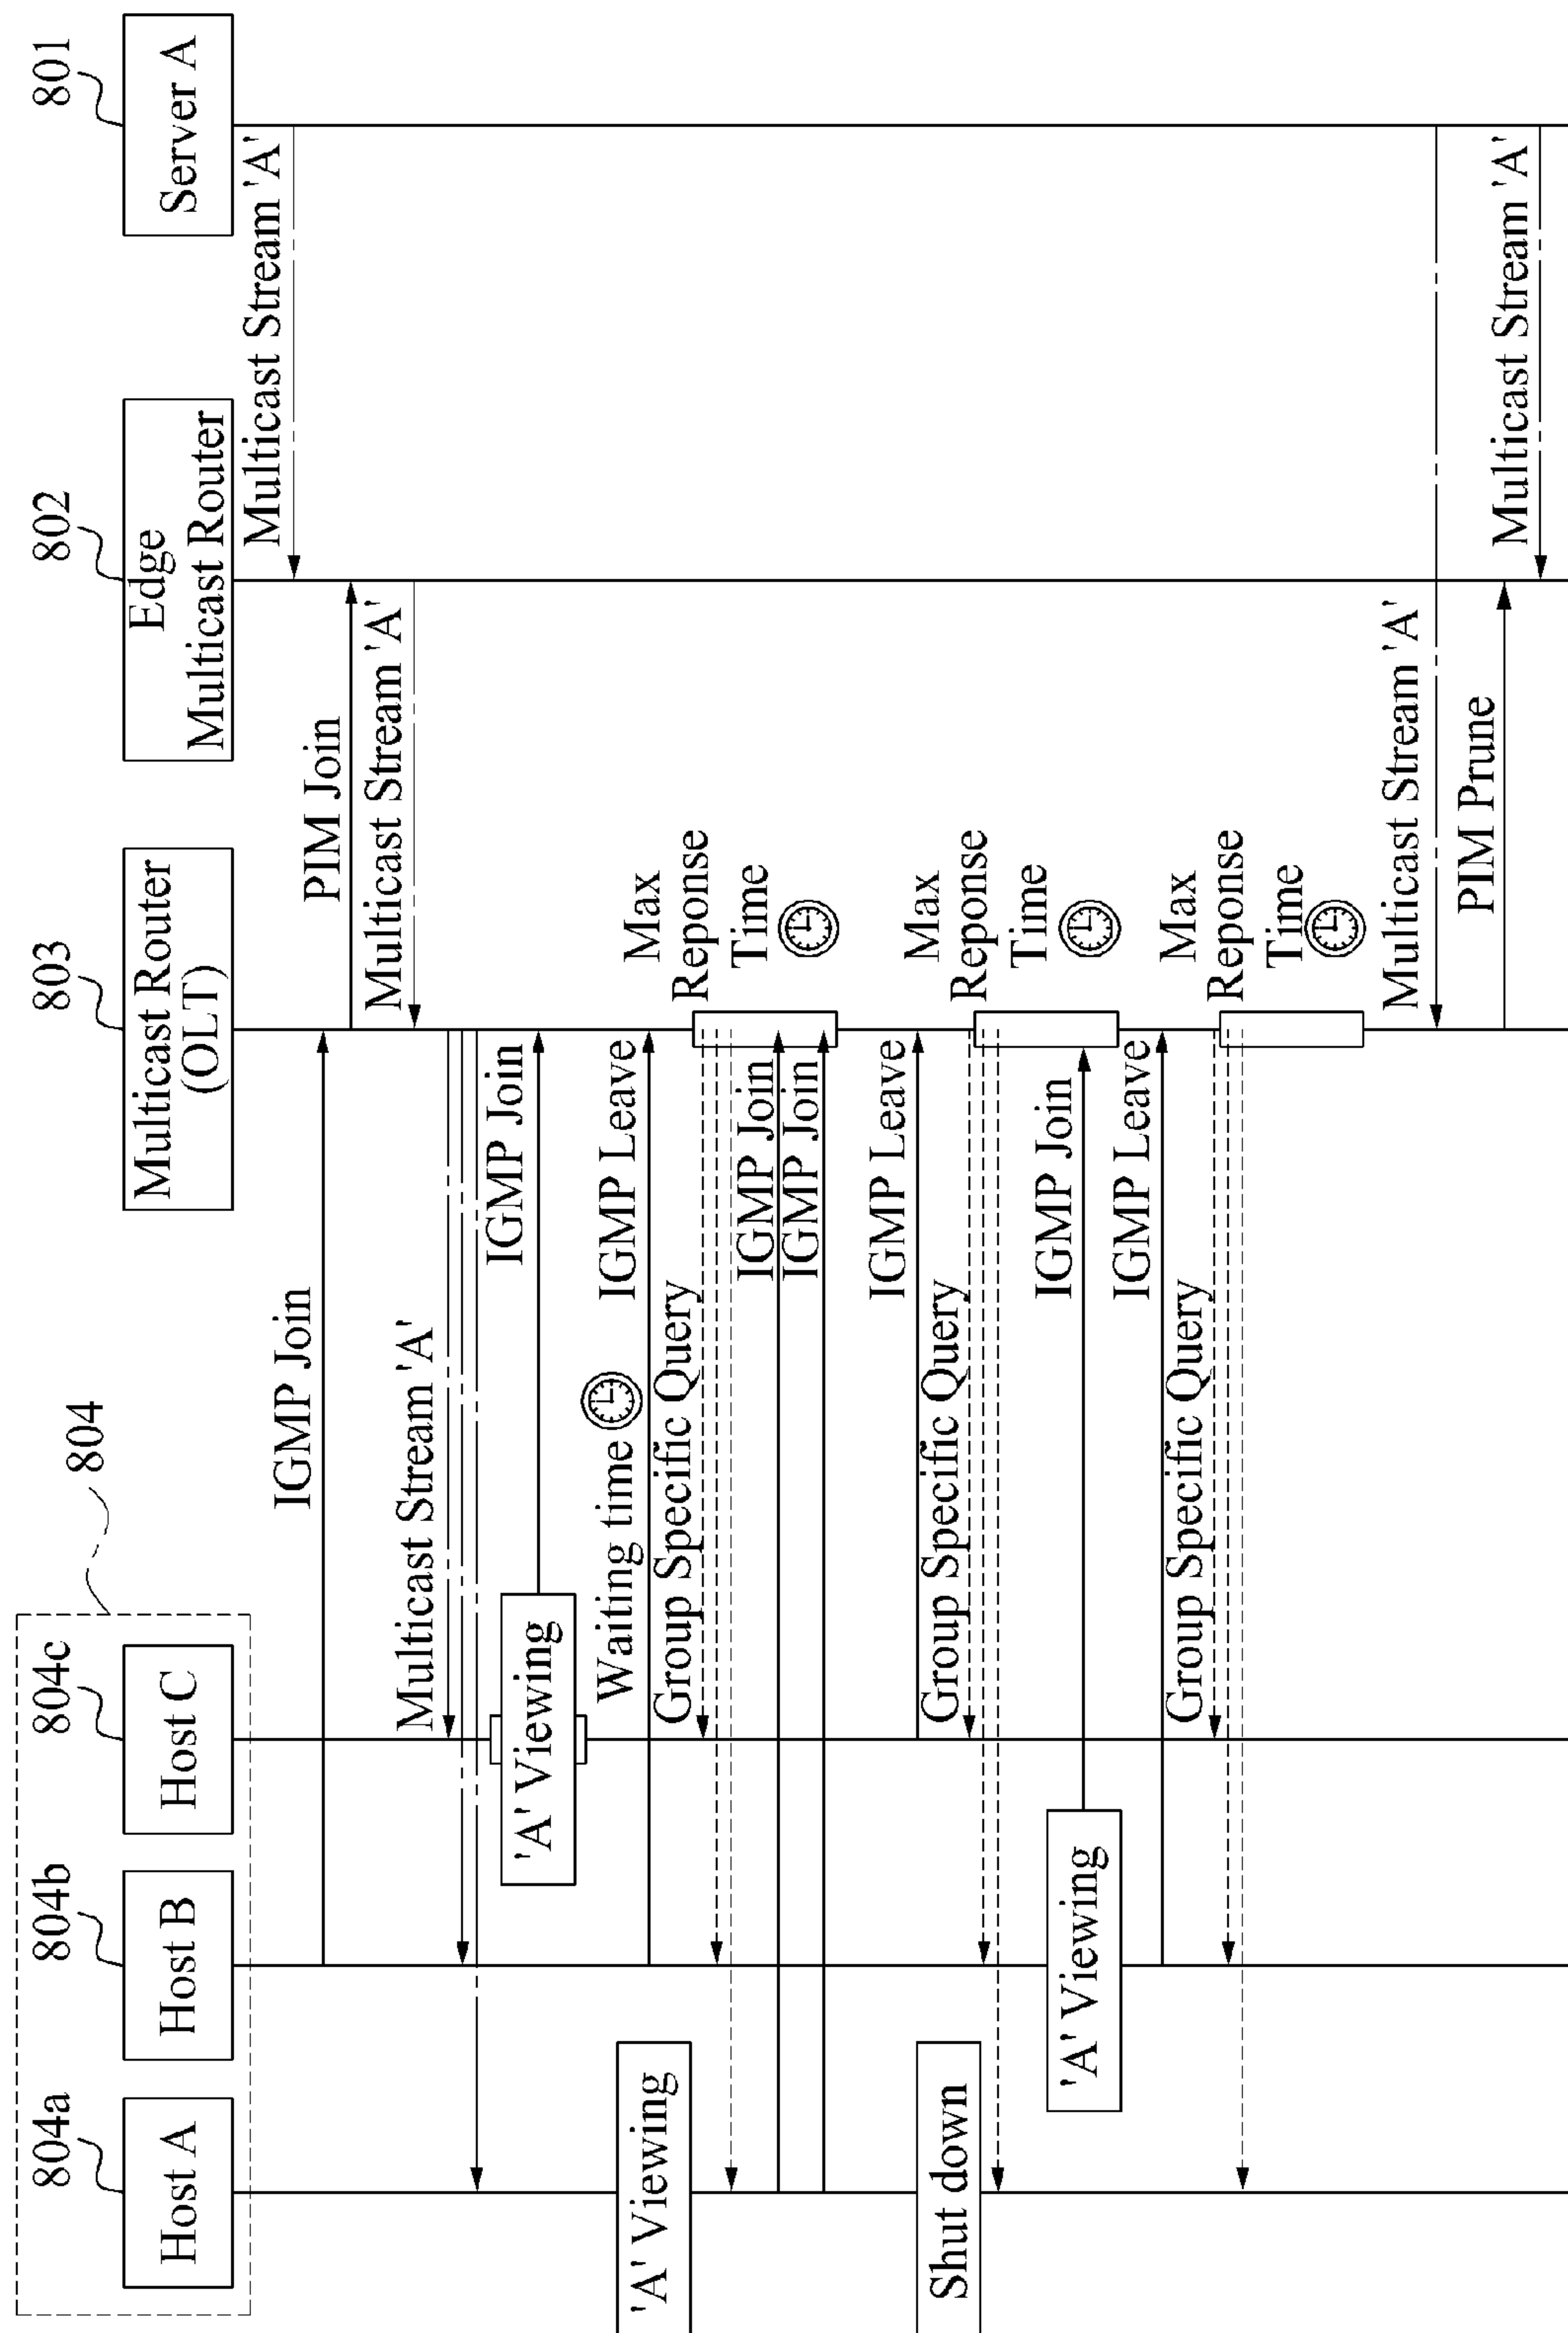 804
804a
804b
804c
803
802
801
Host A
Host B
Host C
Multicast Router
(OLT)
Edge
Multicast Router
Server A
Multicast Stream 'A'
IGMP Join
PIM Join
Multicast Stream 'A'
Multicast Stream 'A'
IGMP Join
'A' Viewing
Waiting time
IGMP Leave
'A' Viewing
Group Specific Query
Max
Reponse
Time
IGMP Join
IGMP Join
IGMP Leave
Shut down
Group Specific Query
Max
Reponse
Time
IGMP Join
'A' Viewing
IGMP Leave
Group Specific Query
Max
Reponse
Time
Multicast Stream 'A'
PIM Prune
Multicast Stream 'A'